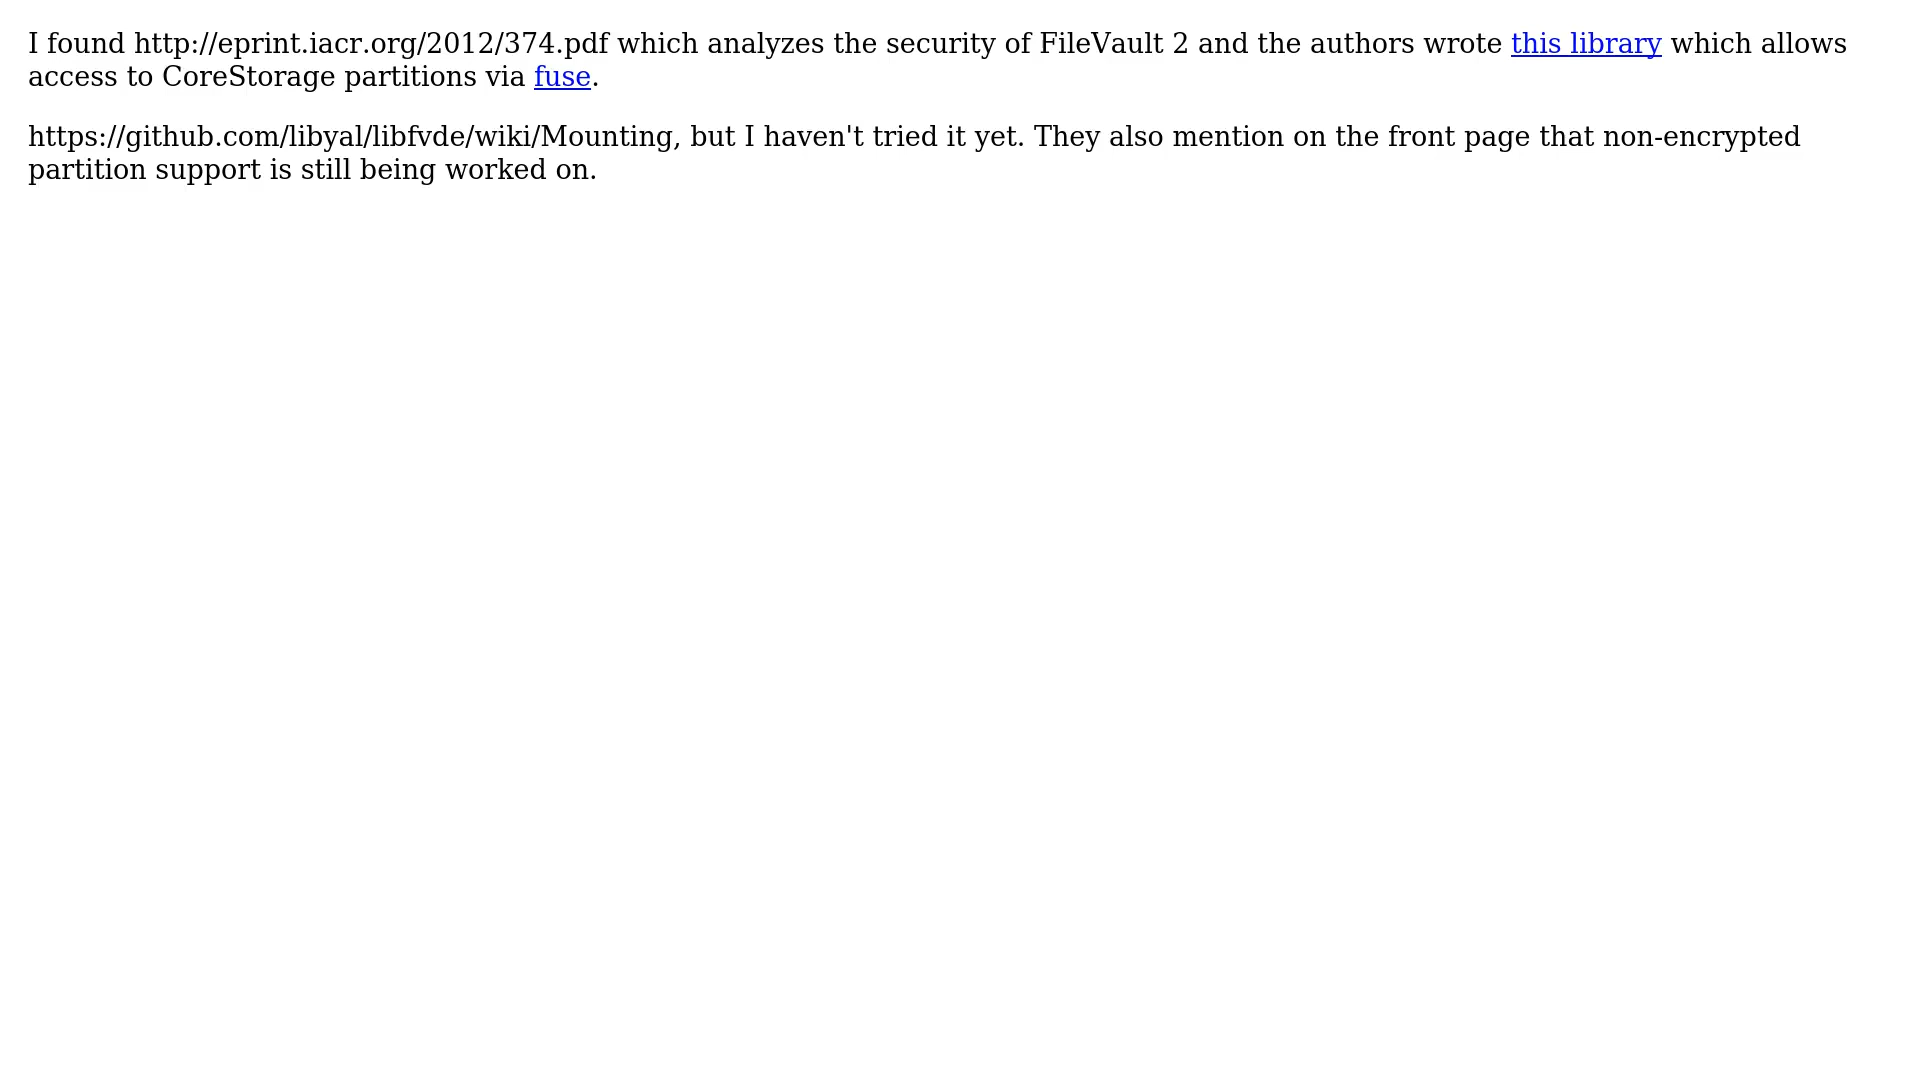 I found http://eprint.iacr.org/2012/374.pdf which analyzes the security of FileVault 2 and the authors wrote this library which allows
access to CoreStorage partitions via fuse.
https://github.com/libyal/libfvde/wiki/Mounting, but I haven't tried it yet. They also mention on the front page that non-encrypted
partition support is still being worked on.